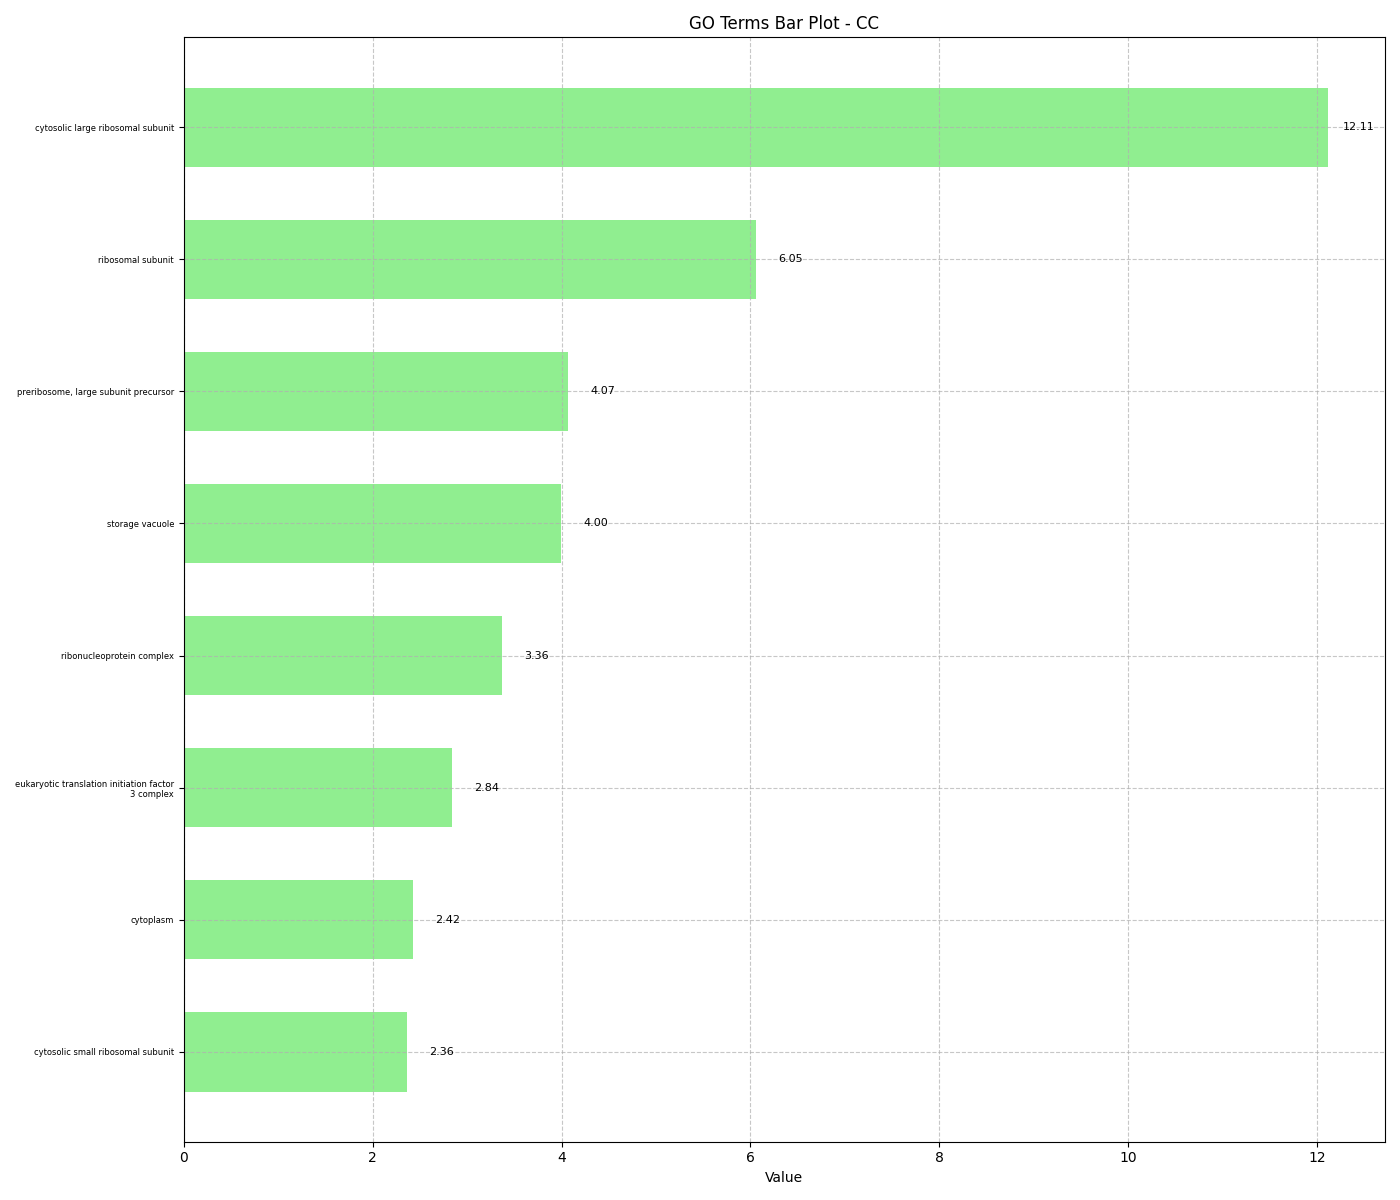 GO Terms Bar Plot - CC
cytosolic large ribosomal subunit
12.11
ribosomal subunit
6.05
preribosome, large subunit precursor
4.07
storage vacuole
4.00
ribonucleoprotein complex
3.36
eukaryotic translation initiation factor
3 complex
2.84
cytoplasm
2.42
cytosolic small ribosomal subunit
2.36
0 2 4 6 8 10 12
Value